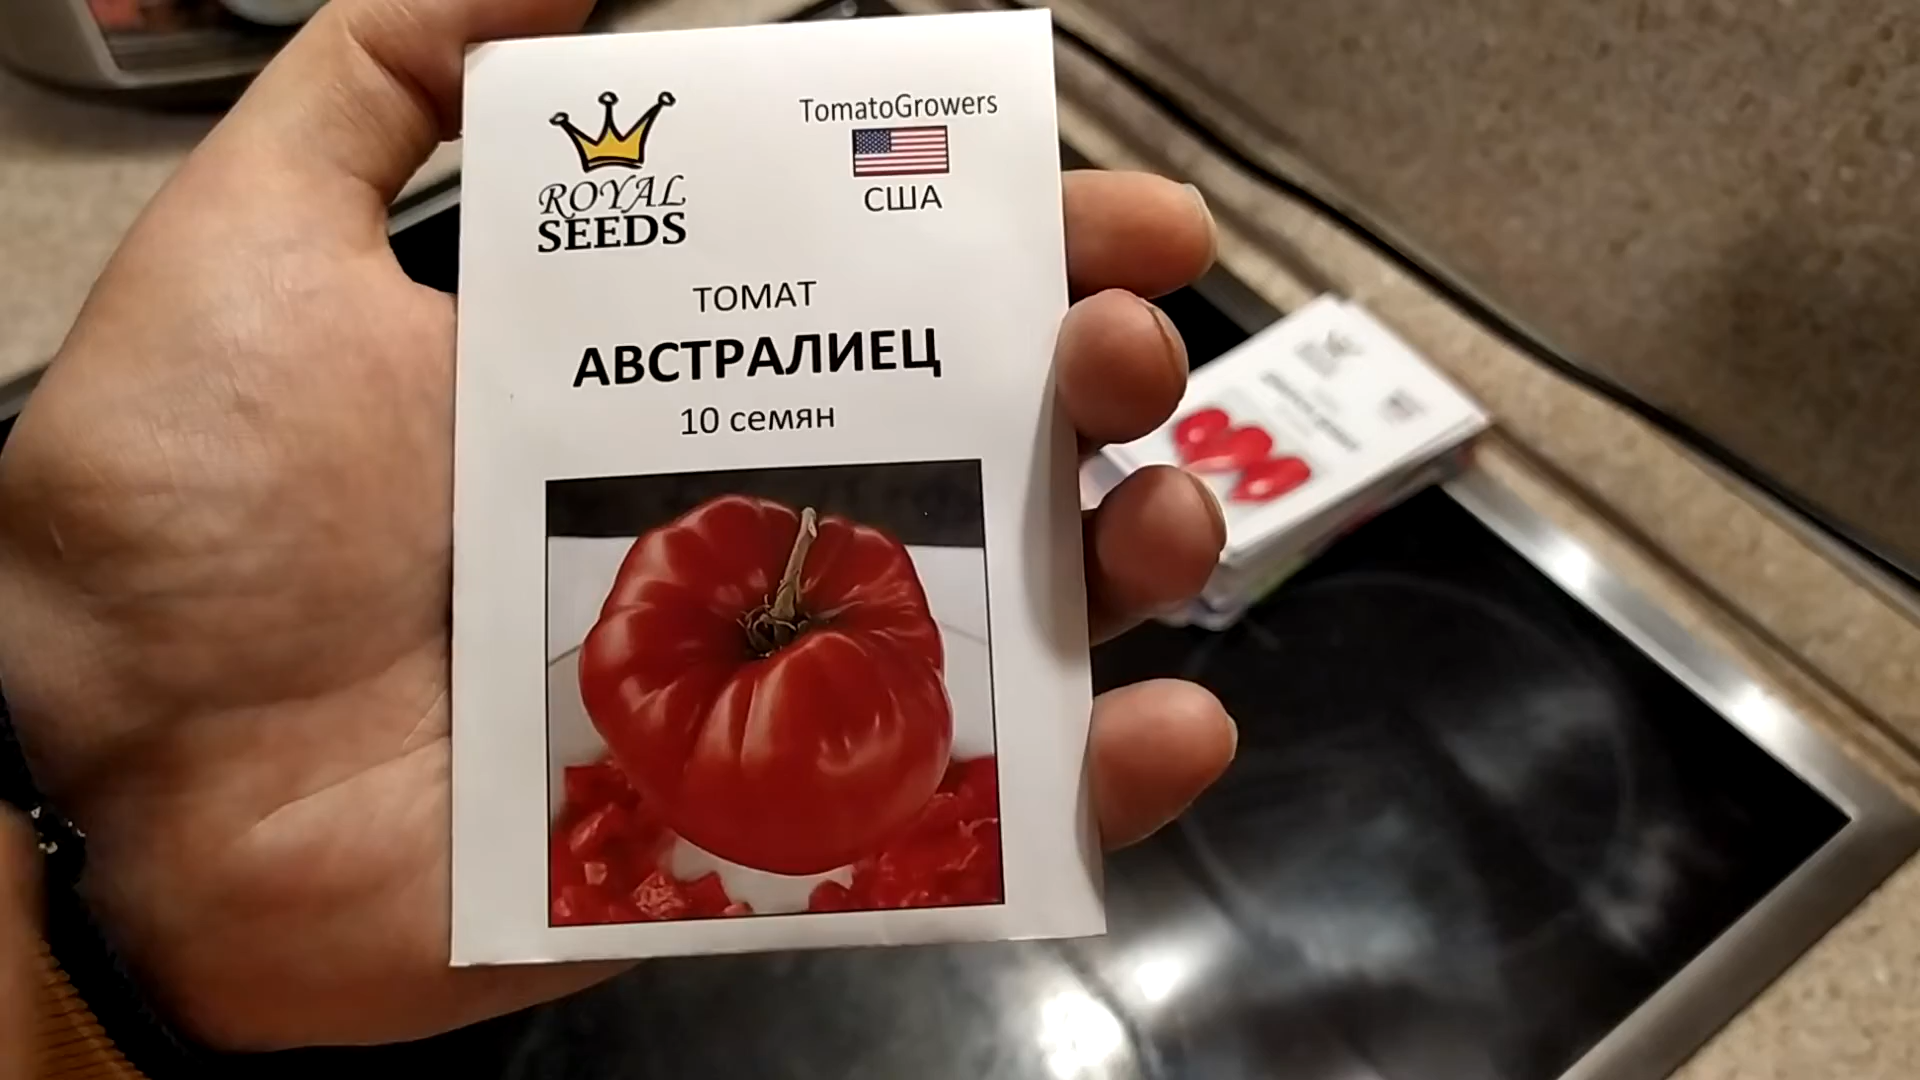 ROYAL
SEEDS
TomatoGrowers
США
ТОМАТ
АВСТРАЛИЕЦ
10 семян